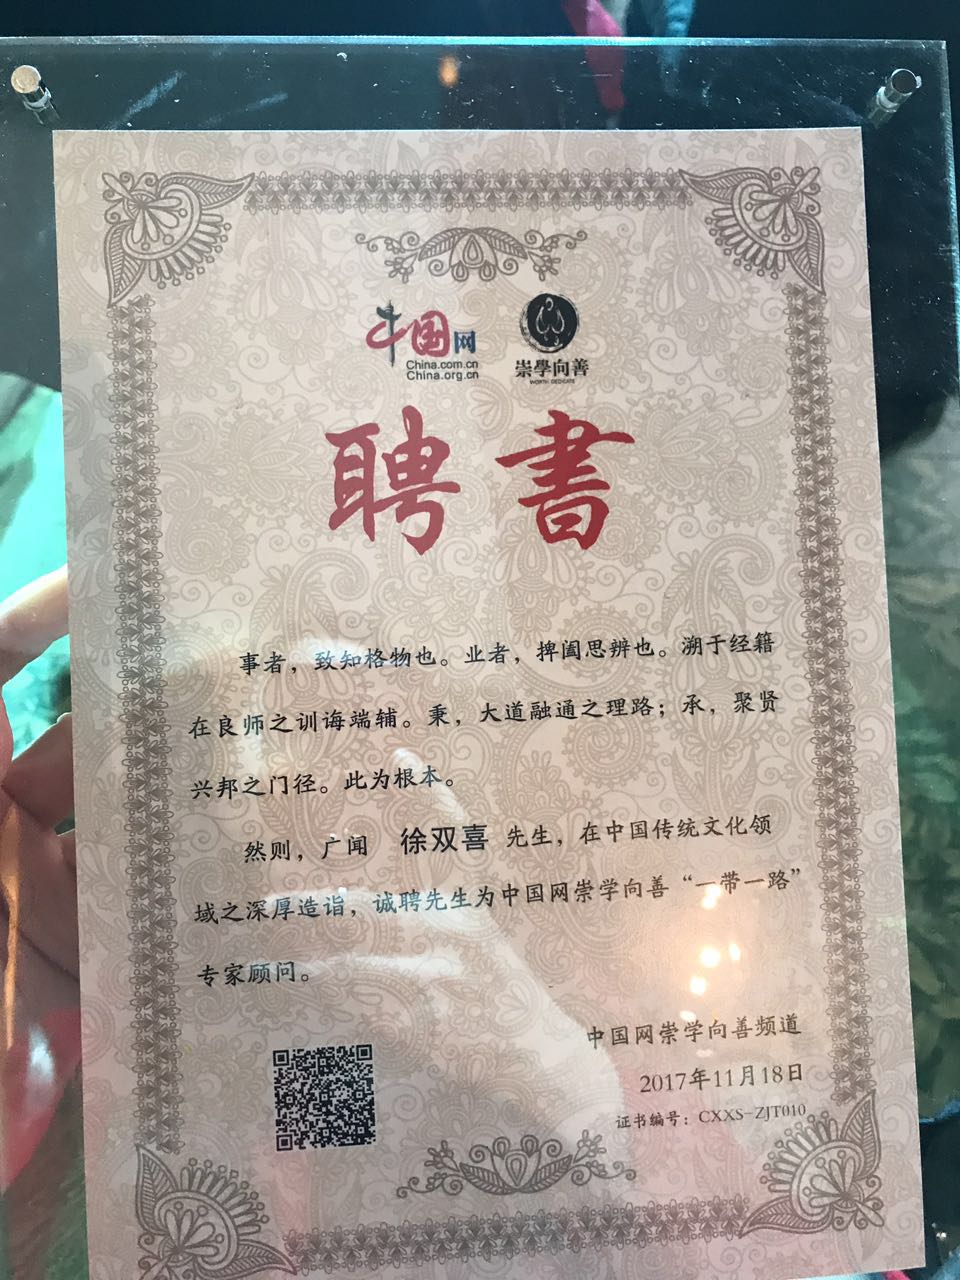 中国网
China.com.cn
China.org.cn
崇學向善
WORTH DEDICATE
聘書
事者，致知格物也。业者，捭阖思辨也。溯于经籍
在良师之训诲端辅。秉，大道融通之理路；承，聚贤
兴邦之门径。此为根本。
然则，广闻 徐双喜 先生，在中国传统文化领
域之深厚造诣，诚聘先生为中国网崇学向善“一带一路”
专家顾问。
中国网崇学向善频道
2017年11月18日
证书编号：CXXS-ZJT010